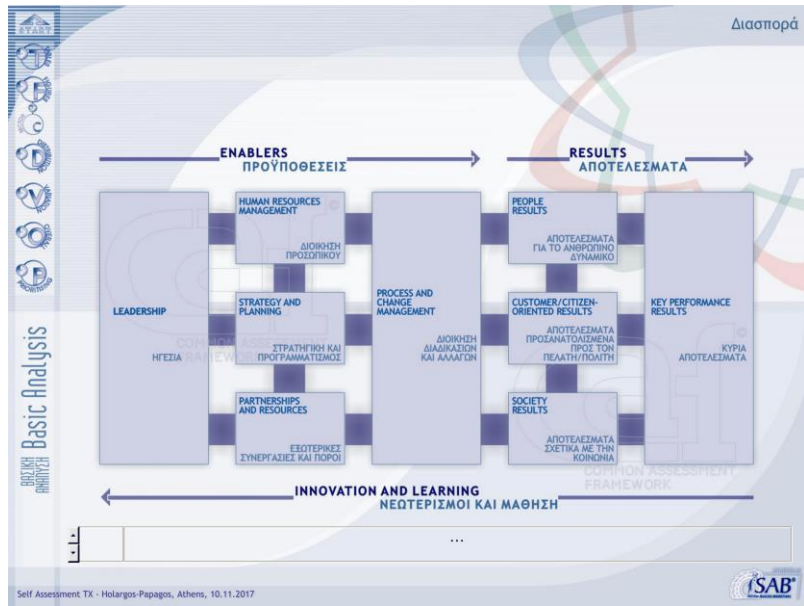 START
Διασπορά
ENABLERS
ΠΡΟΫΠΟΘΕΣΕΙΣ
RESULTS
ΑΠΟΤΕΛΕΣΜΑΤΑ
LEADERSHIP
ΗΓΕΣΙΑ
HUMAN RESOURCES
MANAGEMENT
ΔΙΟΙΚΗΣΗ
ΠΡΟΣΩΠΙΚΟΥ
STRATEGY AND
PLANNING
ΣΤΡΑΤΗΓΙΚΗ ΚΑΙ
ΠΡΟΓΡΑΜΜΑΤΙΣΜΟΣ
PARTNERSHIPS
AND RESOURCES
ΕΞΩΤΕΡΙΚΕΣ
ΣΥΝΕΡΓΑΣΙΕΣ ΚΑΙ ΠΟΡΟΙ
PROCESS AND
CHANGE
MANAGEMENT
ΔΙΟΙΚΗΣΗ
ΔΙΑΔΙΚΑΣΙΩΝ
ΚΑΙ ΑΛΛΑΓΩΝ
PEOPLE
RESULTS
ΑΠΟΤΕΛΕΣΜΑΤΑ
ΓΙΑ ΤΟ ΑΝΘΡΩΠΙΝΟ
ΔΥΝΑΜΙΚΟ
CUSTOMER/CITIZEN-
ORIENTED RESULTS
ΑΠΟΤΕΛΕΣΜΑΤΑ
ΠΡΟΣΑΝΑΤΟΛΙΣΜΕΝΑ
ΠΡΟΣ ΤΟΝ
ΠΕΛΑΤΗ/ΠΟΛΙΤΗ
SOCIETY
RESULTS
ΑΠΟΤΕΛΕΣΜΑΤΑ
ΣΧΕΤΙΚΑ ΜΕ ΤΗΝ
ΚΟΙΝΩΝΙΑ
KEY PERFORMANCE
RESULTS
ΚΥΡΙΑ
ΑΠΟΤΕΛΕΣΜΑΤΑ
COMMON ASSESSMENT
FRAMEWORK
COMMON ASSESSMENT
FRAMEWORK
INNOVATION AND LEARNING
ΝΕΩΤΕΡΙΣΜΟΙ ΚΑΙ ΜΑΘΗΣΗ
...
Basic Analysis
ΒΑΣΙΚΗ
ΑΝΑΛΥΣΗ
Self Assessment TX - Holargos-Papagos, Athens, 10.11.2017
SAB